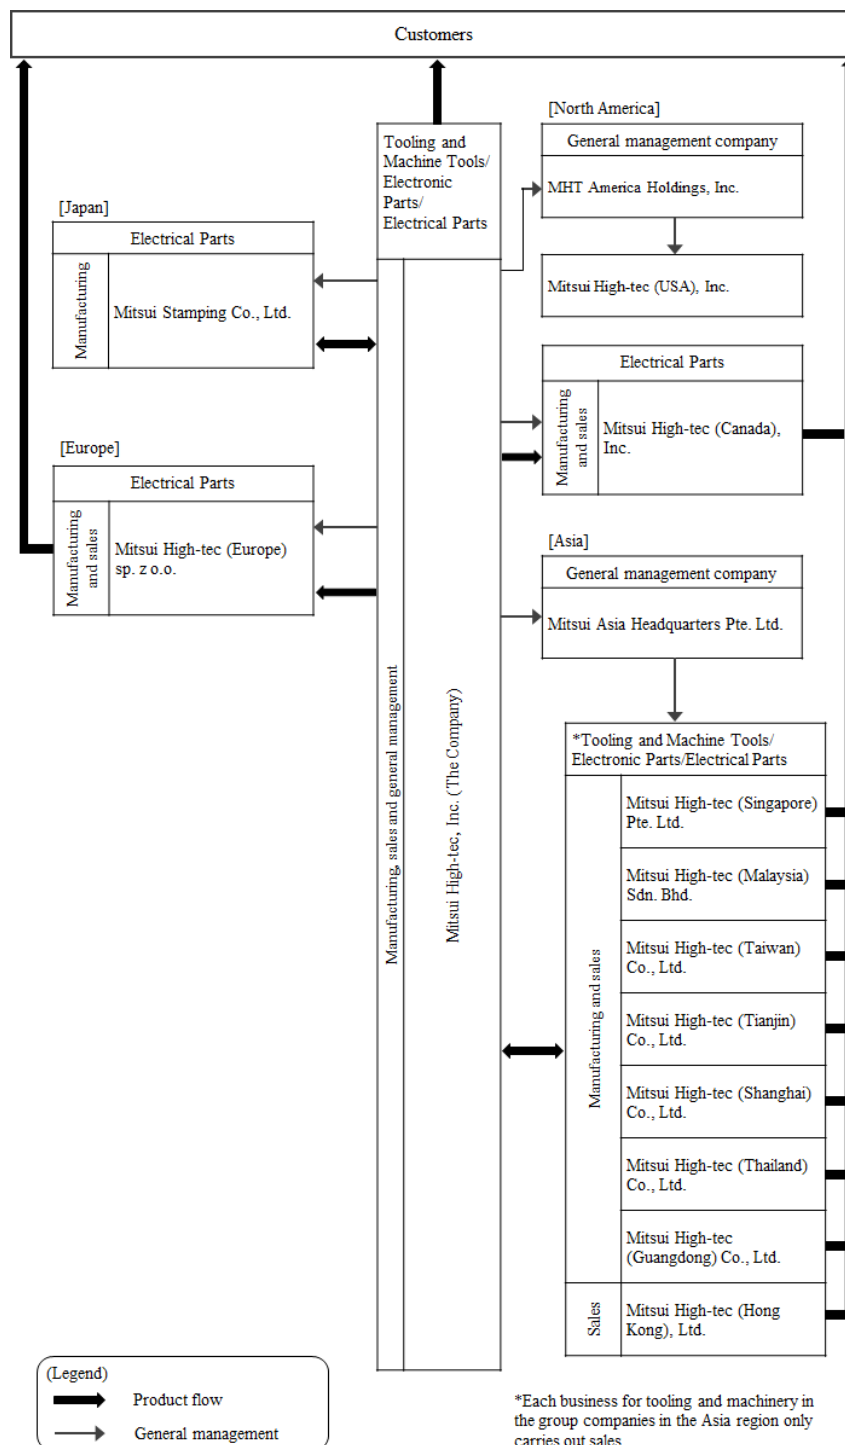 Customers
[North America]
General management company
MHT America Holdings, Inc.
Mitsui High-tec (USA), Inc.
Tooling and
Machine Tools/
Electronic
Parts/
Electrical Parts
[Japan]
Electrical Parts
Manufacturing
Mitsui Stamping Co., Ltd.
Electrical Parts
Manufacturing
and sales
Mitsui High-tec (Canada),
Inc.
[Europe]
Electrical Parts
Manufacturing
and sales
Mitsui High-tec (Europe)
sp. z o.o.
[Asia]
General management company
Mitsui Asia Headquarters Pte. Ltd.
Manufacturing, sales and general management
Mitsui High-tec, Inc. (The Company)
*Tooling and Machine Tools/
Electronic Parts/Electrical Parts
Manufacturing and sales
Mitsui High-tec (Singapore)
Pte. Ltd.
Mitsui High-tec (Malaysia)
Sdn. Bhd.
Mitsui High-tec (Taiwan)
Co., Ltd.
Mitsui High-tec (Tianjin)
Co., Ltd.
Mitsui High-tec (Shanghai)
Co., Ltd.
Mitsui High-tec (Thailand)
Co., Ltd.
Mitsui High-tec
(Guangdong) Co., Ltd.
Sales
Mitsui High-tec (Hong
Kong), Ltd.
(Legend)
Product flow
General management
*Each business for tooling and machinery in
the group companies in the Asia region only
carries out sales